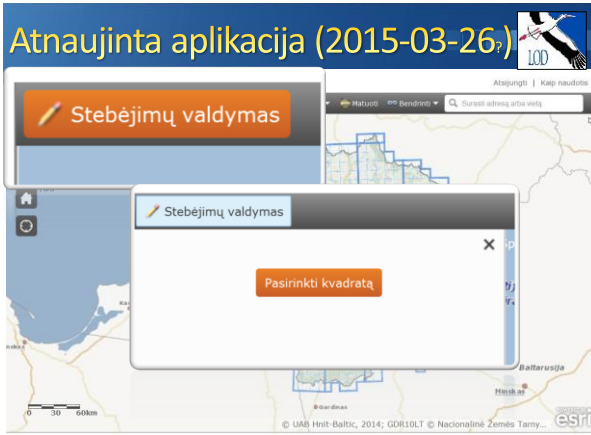 Atnaujinta aplikacija (2015-03-26?)
LOD
Atsijungti | Kaip naudotis
Stebėjimų valdymas
Matuoti Bendrinti Surasti adresą arba vietą
Stebėjimų valdymas
Pasirinkti kvadratą
Baltarusija
Minskas
Gardinas
0 30 60km
© UAB Hnit-Baltic, 2014; GDR10LT © Nacionalinė Žemės Tarny...
esri